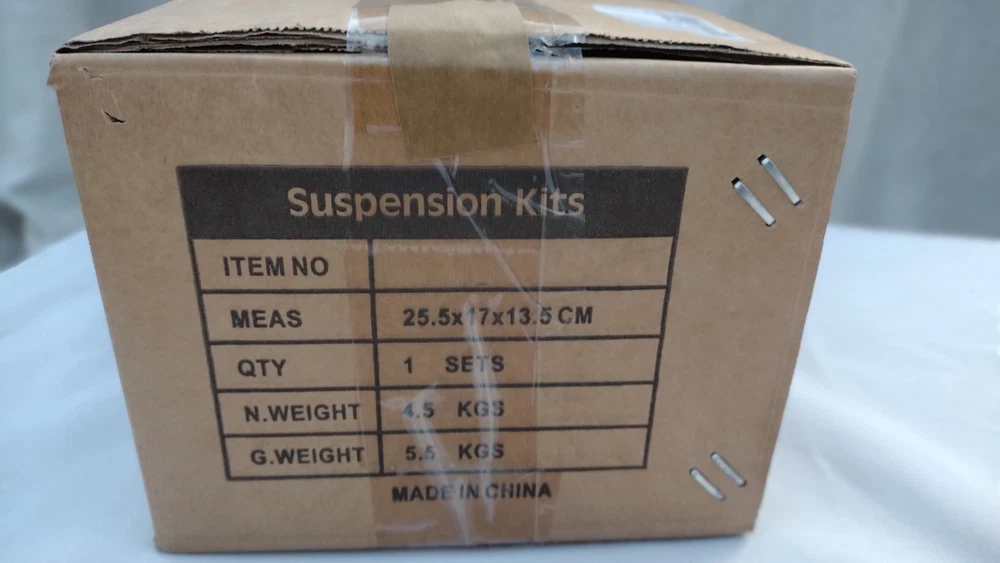 Suspension Kits
ITEM NO
MEAS 25.5x17x13.5 CM
QTY 1 SETS
N.WEIGHT 4.5 KGS
G.WEIGHT 5.5 KGS
MADE IN CHINA